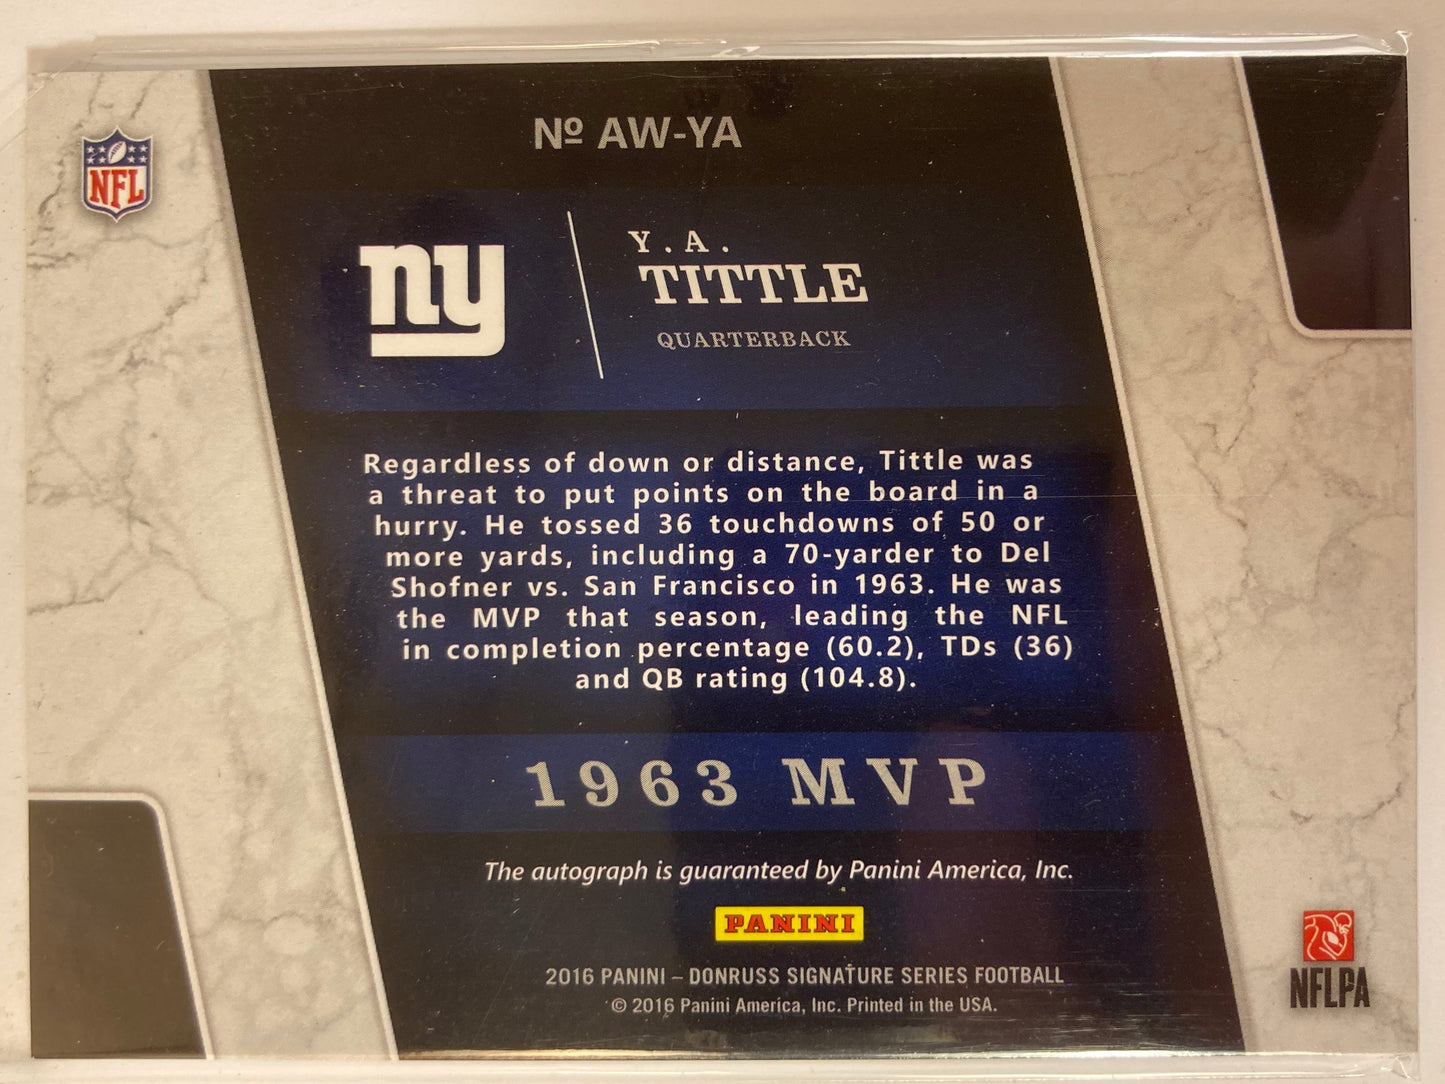 Nº AW-YA
NFL
ny
Y. A.
TITTLE
QUARTERBACK
Regardless of down or distance, Tittle was
a threat to put points on the board in a
hurry. He tossed 36 touchdowns of 50 or
more yards, including a 70-yarder to Del
Shofner vs. San Francisco in 1963. He was
the MVP that season, leading the NFL
in completion percentage (60.2), TDs (36)
and QB rating (104.8).
1963 MVP
The autograph is guaranteed by Panini America, Inc.
PANINI
2016 PANINI – DONRUSS SIGNATURE SERIES FOOTBALL
© 2016 Panini America, Inc. Printed in the USA.
NFLPA